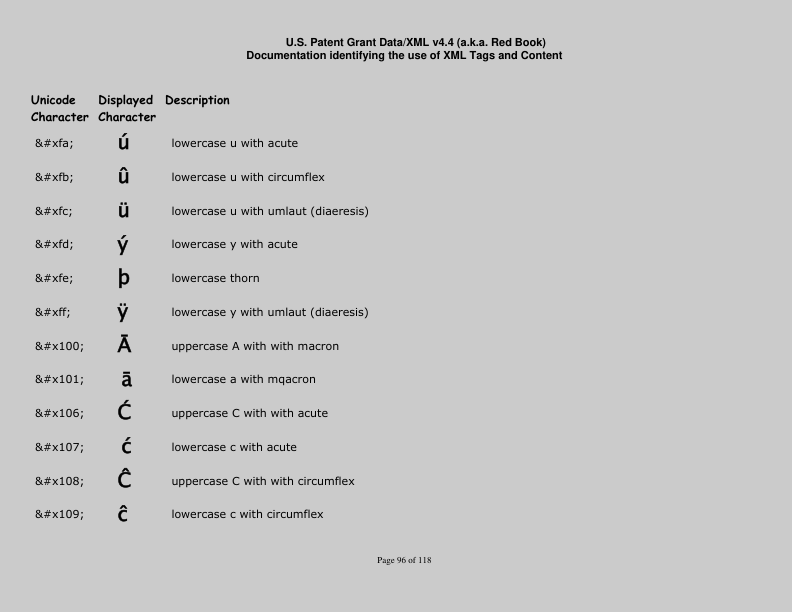 U.S. Patent Grant Data/XML v4.4 (a.k.a. Red Book)
Documentation identifying the use of XML Tags and Content
Unicode Character Displayed Character Description
&#xfa; ú lowercase u with acute
&#xfb; û lowercase u with circumflex
&#xfc; ü lowercase u with umlaut (diaeresis)
&#xfd; ý lowercase y with acute
&#xfe; þ lowercase thorn
&#xff; ÿ lowercase y with umlaut (diaeresis)
&#x100; Ā uppercase A with with macron
&#x101; ā lowercase a with mqacron
&#x106; Ć uppercase C with with acute
&#x107; ć lowercase c with acute
&#x108; Ĉ uppercase C with with circumflex
&#x109; ĉ lowercase c with circumflex
Page 96 of 118